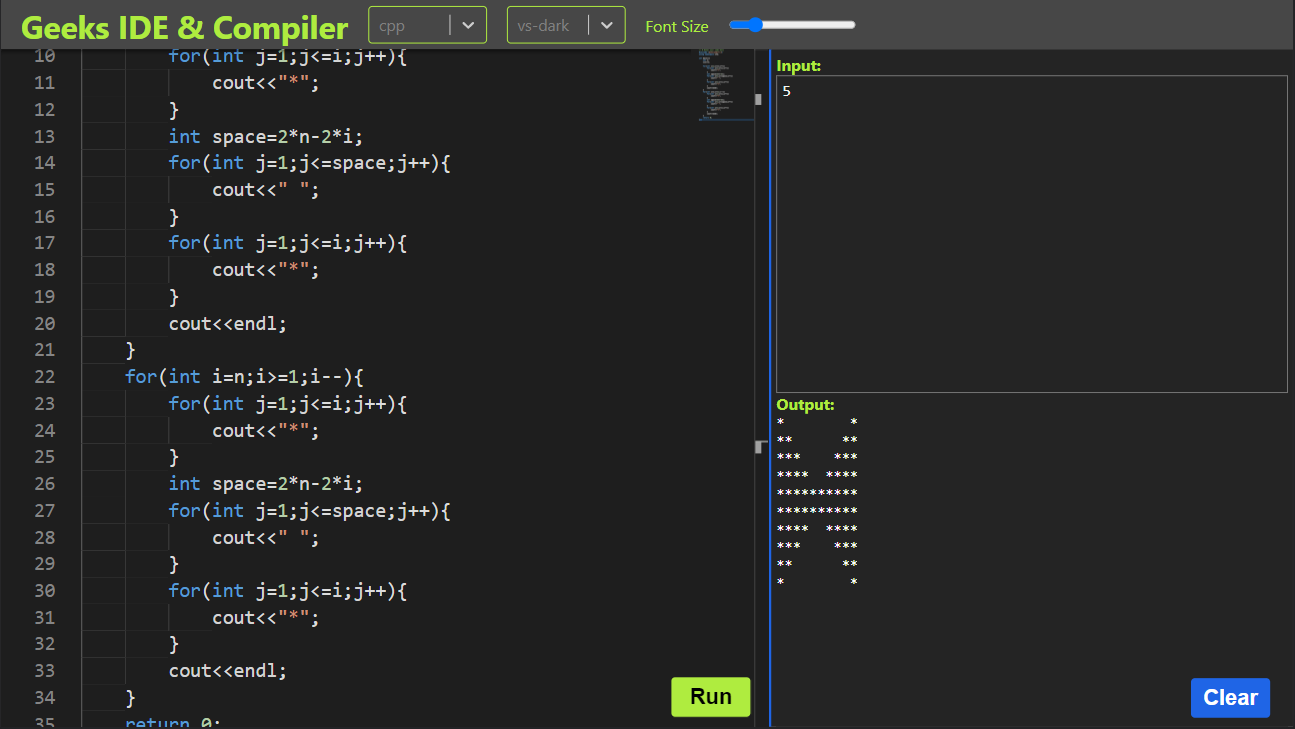 Geeks IDE & Compiler cpp vs-dark Font Size
10 for(int j=1;j<=i;j++){
11 cout<<"*";
12 }
13 int space=2*n-2*i;
14 for(int j=1;j<=space;j++){
15 cout<<" ";
16 }
17 for(int j=1;j<=i;j++){
18 cout<<"*";
19 }
20 cout<<endl;
21 }
22 for(int i=n;i>=1;i--){
23 for(int j=1;j<=i;j++){
24 cout<<"*";
25 }
26 int space=2*n-2*i;
27 for(int j=1;j<=space;j++){
28 cout<<" ";
29 }
30 for(int j=1;j<=i;j++){
31 cout<<"*";
32 }
33 cout<<endl;
34 }
35 return 0;
Run
Input:
5
Output:
*        *
**      **
***    ***
****  ****
**********
**********
****  ****
***    ***
**      **
*        *
Clear